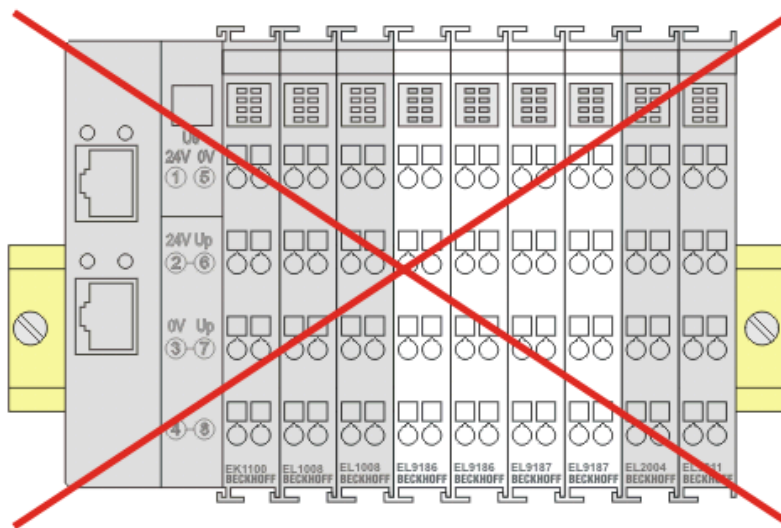 24V 0V
1 5
24V Up
2 6
0V Up
3 7
4 8
EK1100 EL1008 EL1008 EL9186 EL9186 EL9187 EL9187 EL2004
BECKHOFF BECKHOFF BECKHOFF BECKHOFF BECKHOFF BECKHOFF BECKHOFF BECKHOFF BECKHOFF